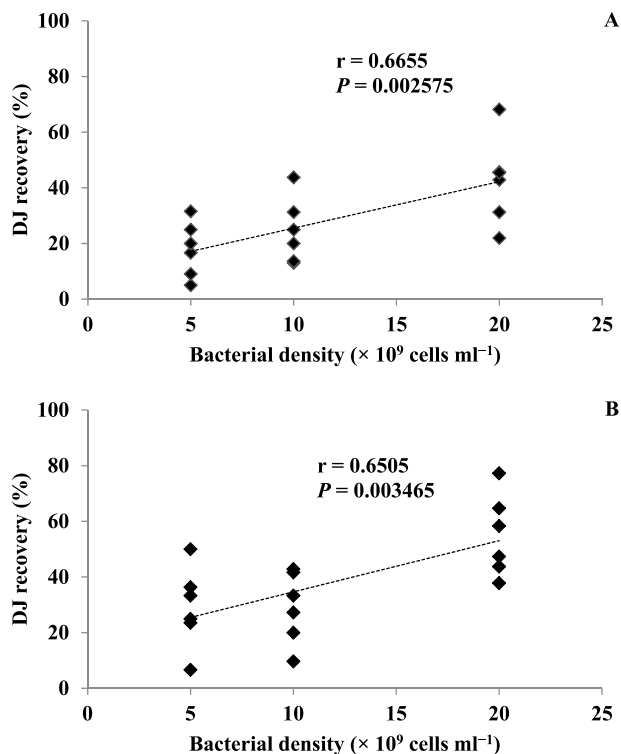 A
100
80
60
40
20
0
DJ recovery (%)
r = 0.6655
P = 0.002575
0 5 10 15 20 25
Bacterial density (× 10⁹ cells ml⁻¹)
B
100
80
60
40
20
0
DJ recovery (%)
r = 0.6505
P = 0.003465
0 5 10 15 20 25
Bacterial density (× 10⁹ cells ml⁻¹)